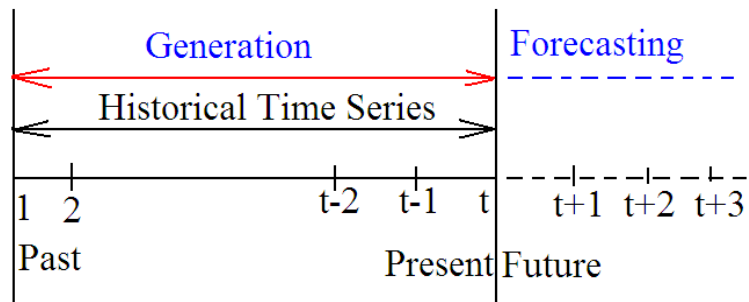 Generation Forecasting
Historical Time Series
1 2 t-2 t-1 t t+1 t+2 t+3
Past Present Future